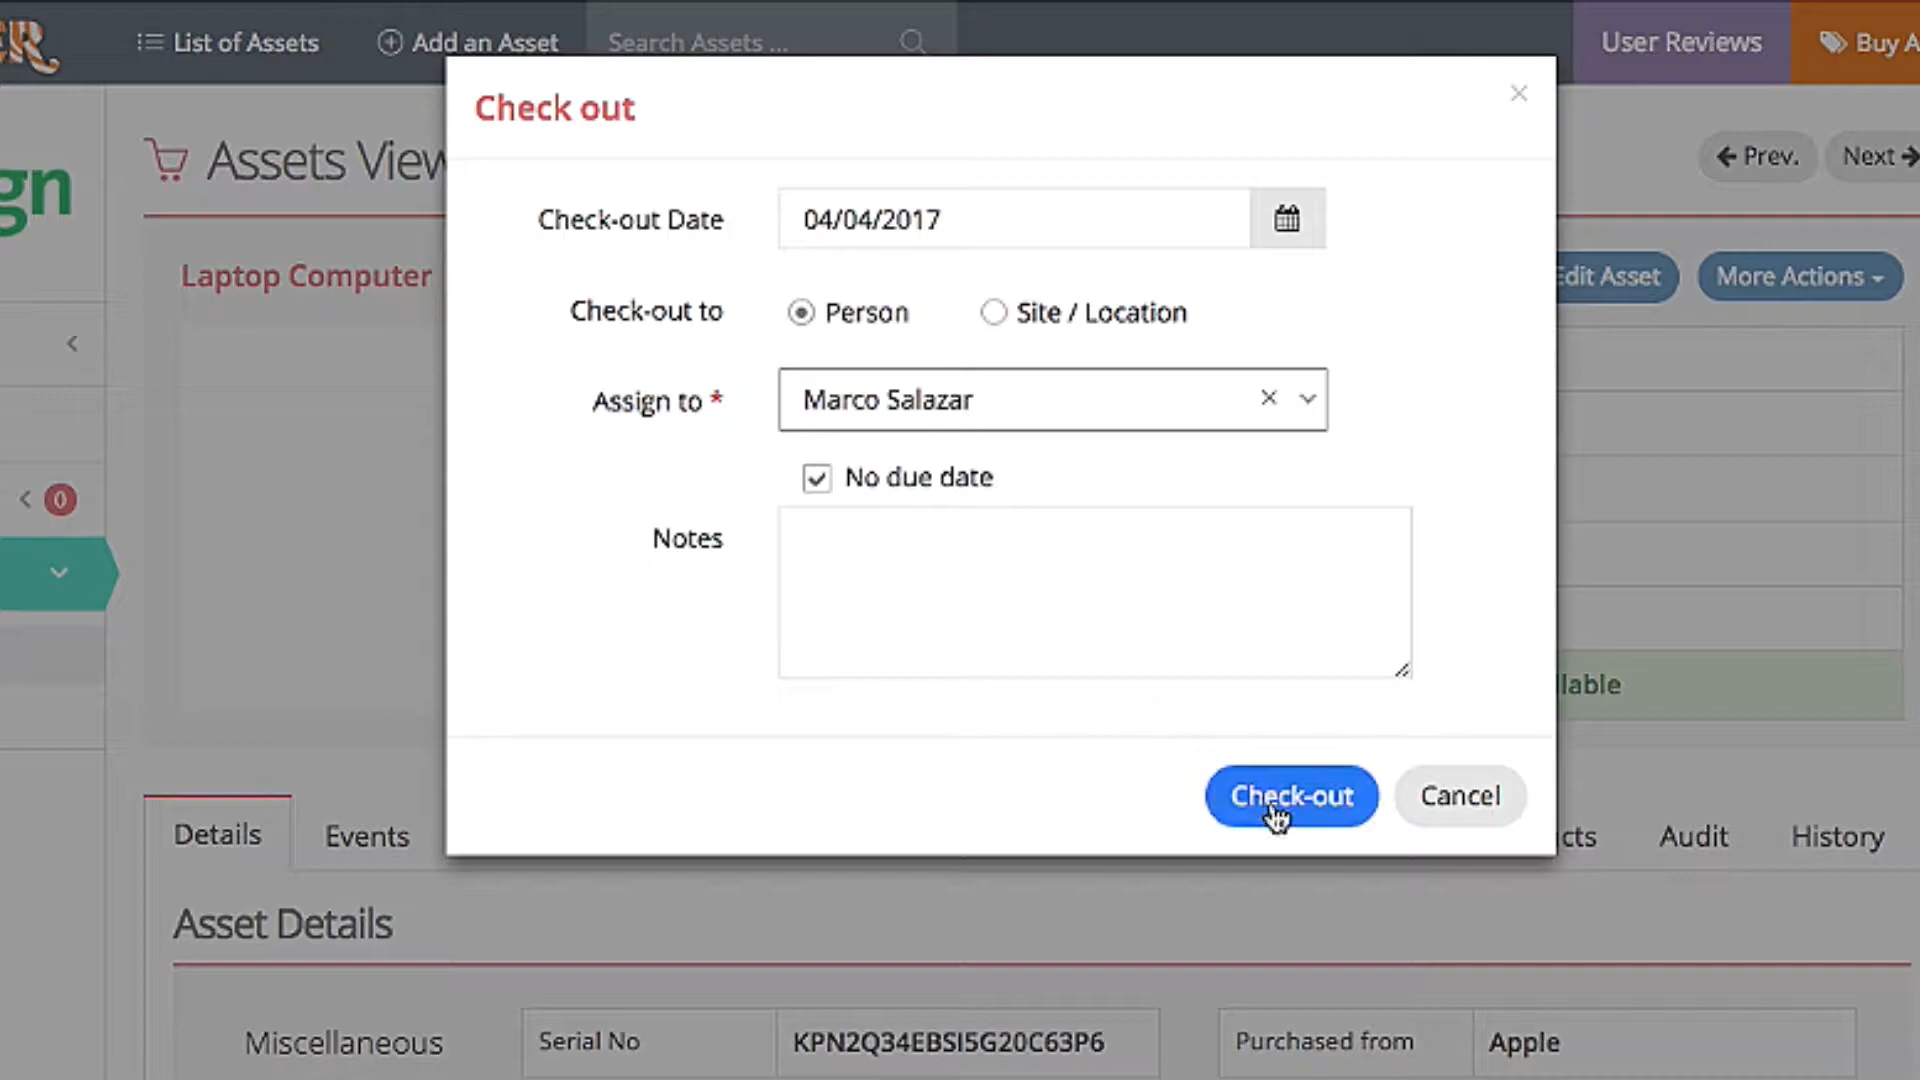 List of Assets
Add an Asset
Search Assets ...
User Reviews
Buy A
Check out
Assets View
Prev.
Next
gn
Check-out Date
04/04/2017
Laptop Computer
Edit Asset
More Actions
Check-out to
Person
Site / Location
Assign to *
Marco Salazar
No due date
0
Notes
lable
Check-out
Cancel
Details
Events
cts
Audit
History
Asset Details
Miscellaneous
Serial No
KPN2Q34EBSI5G20C63P6
Purchased from
Apple